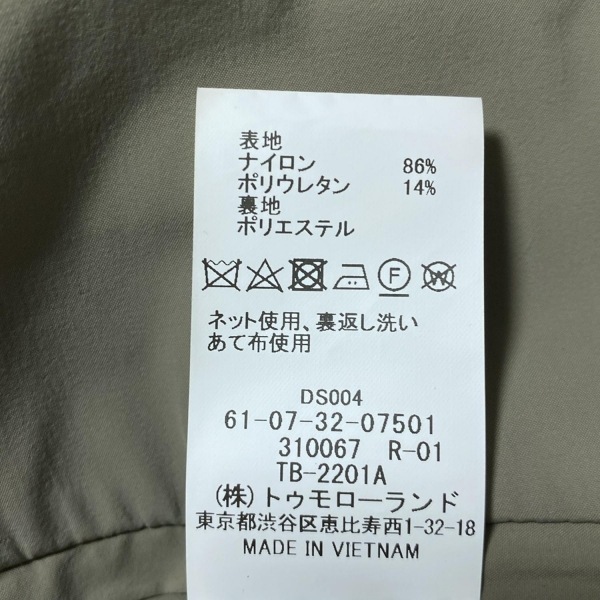 表地
ナイロン 86%
ポリウレタン 14%
裏地
ポリエステル
F W
ネット使用、裏返し洗い
あて布使用
DS004
61-07-32-07501
310067 R-01
TB-2201A
(株)トゥモローランド
東京都渋谷区恵比寿西1-32-18
MADE IN VIETNAM